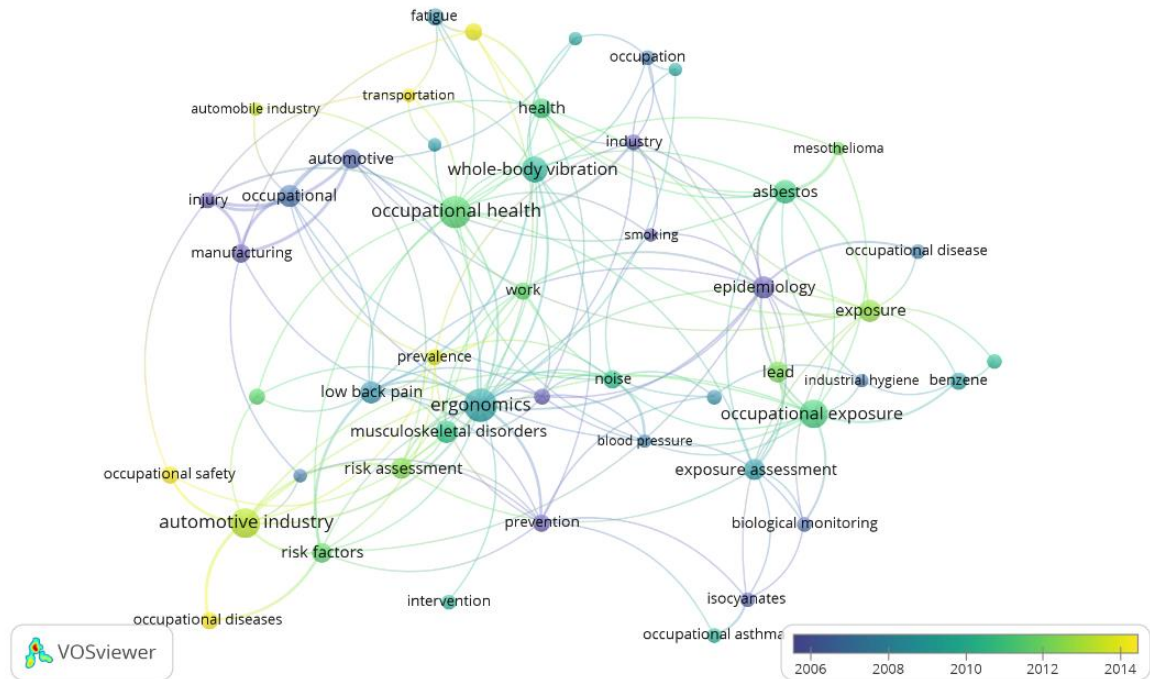 fatigue
occupation
transportation
automobile industry
health
industry
mesothelioma
automotive
whole-body vibration
asbestos
injury
occupational
occupational health
smoking
manufacturing
occupational disease
epidemiology
work
exposure
prevalence
lead
noise
industrial hygiene
benzene
low back pain
ergonomics
occupational exposure
musculoskeletal disorders
blood pressure
risk assessment
exposure assessment
occupational safety
automotive industry
prevention
biological monitoring
risk factors
intervention
isocyanates
occupational diseases
occupational asthma
VOSviewer
2006 2008 2010 2012 2014